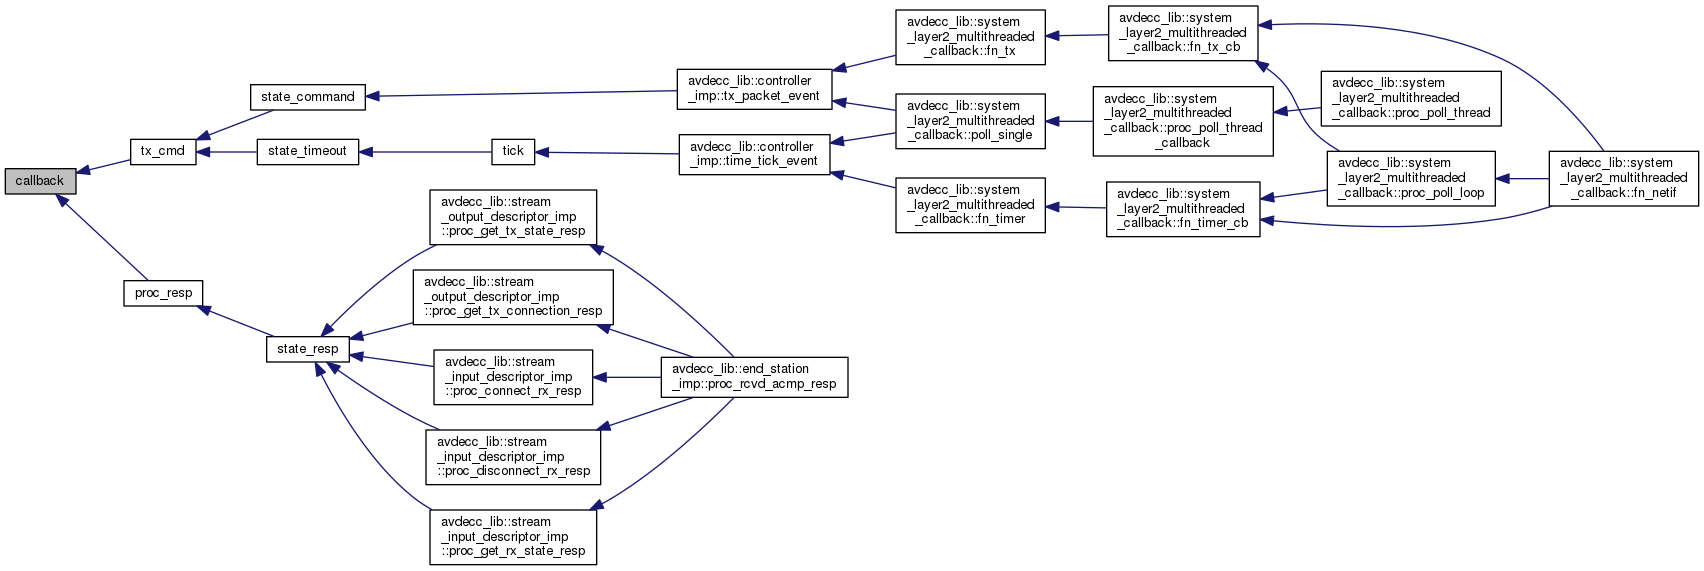 callback
tx_cmd
proc_resp
state_command
state_timeout
state_resp
tick
avdecc_lib::stream
_output_descriptor_imp
::proc_get_tx_state_resp
avdecc_lib::stream
_output_descriptor_imp
::proc_get_tx_connection_resp
avdecc_lib::stream
_input_descriptor_imp
::proc_connect_rx_resp
avdecc_lib::stream
_input_descriptor_imp
::proc_disconnect_rx_resp
avdecc_lib::stream
_input_descriptor_imp
::proc_get_rx_state_resp
avdecc_lib::controller
_imp::tx_packet_event
avdecc_lib::controller
_imp::time_tick_event
avdecc_lib::end_station
_imp::proc_rcvd_acmp_resp
avdecc_lib::system
_layer2_multithreaded
_callback::fn_tx
avdecc_lib::system
_layer2_multithreaded
_callback::poll_single
avdecc_lib::system
_layer2_multithreaded
_callback::fn_timer
avdecc_lib::system
_layer2_multithreaded
_callback::fn_tx_cb
avdecc_lib::system
_layer2_multithreaded
_callback::proc_poll_thread
_callback
avdecc_lib::system
_layer2_multithreaded
_callback::fn_timer_cb
avdecc_lib::system
_layer2_multithreaded
_callback::proc_poll_thread
avdecc_lib::system
_layer2_multithreaded
_callback::proc_poll_loop
avdecc_lib::system
_layer2_multithreaded
_callback::fn_netif